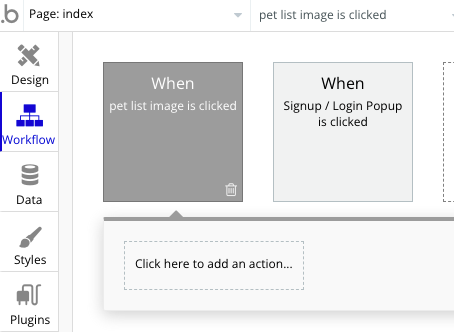 .b
Page: index
pet list image is clicked
Design
Workflow
Data
Styles
Plugins
When
pet list image is clicked
When
Signup / Login Popup
is clicked
Click here to add an action...